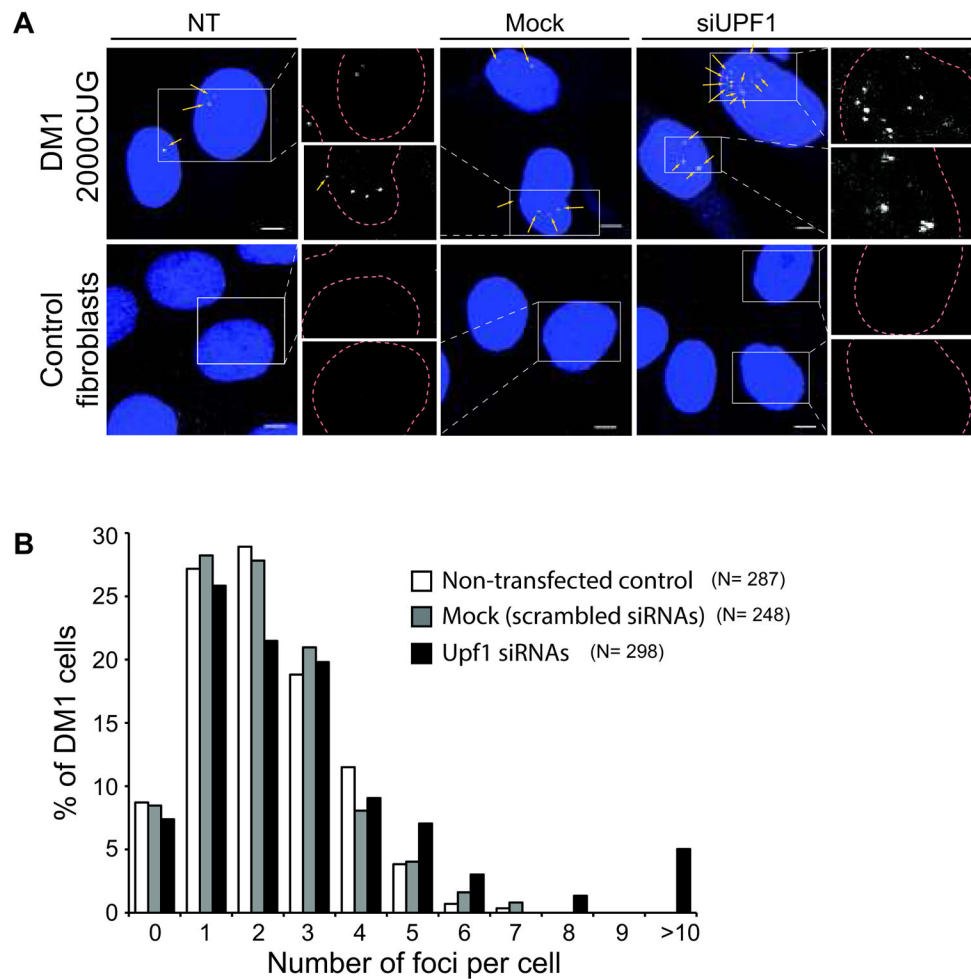 A
NT
Mock
siUPF1
DM1
2000CUG
Control
fibroblasts
B
30
25
20
15
10
5
0
% of DM1 cells
Non-transfected control (N= 287)
Mock (scrambled siRNAs) (N= 248)
Upf1 siRNAs (N= 298)
0 1 2 3 4 5 6 7 8 9 >10
Number of foci per cell